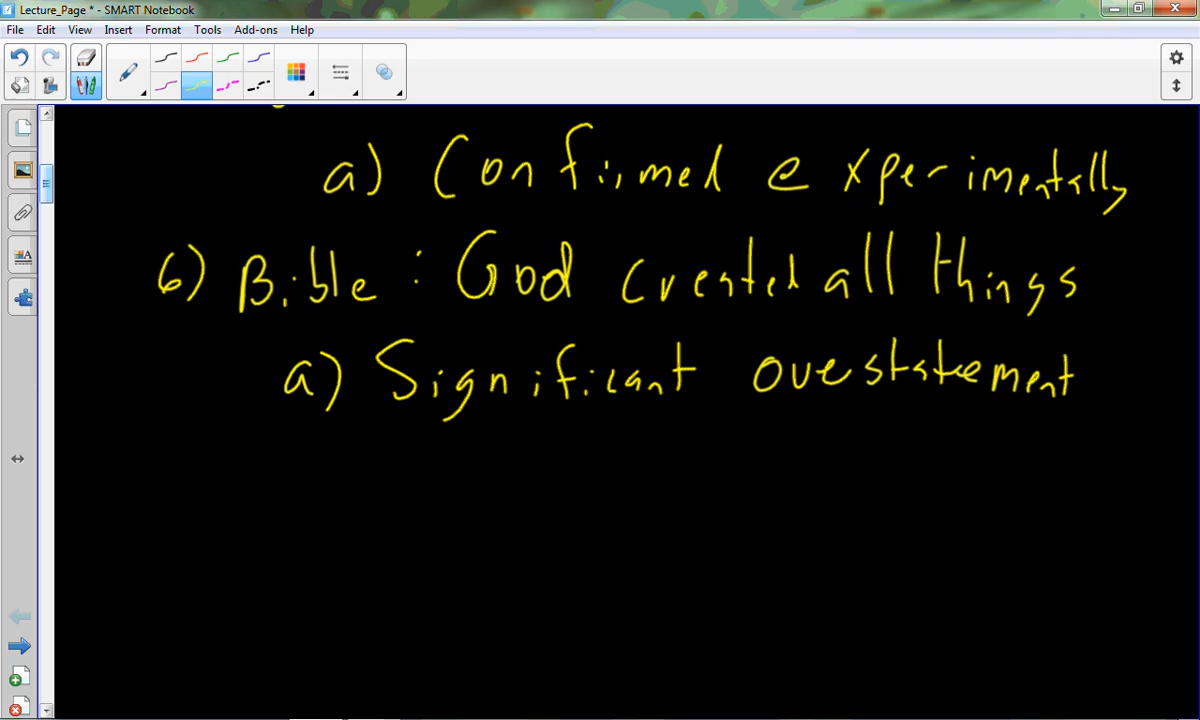 Lecture_Page * - SMART Notebook
File Edit View Insert Format Tools Add-ons Help
a) Confirmed experimentally
6) Bible : God created all things
a) Significant overstatement